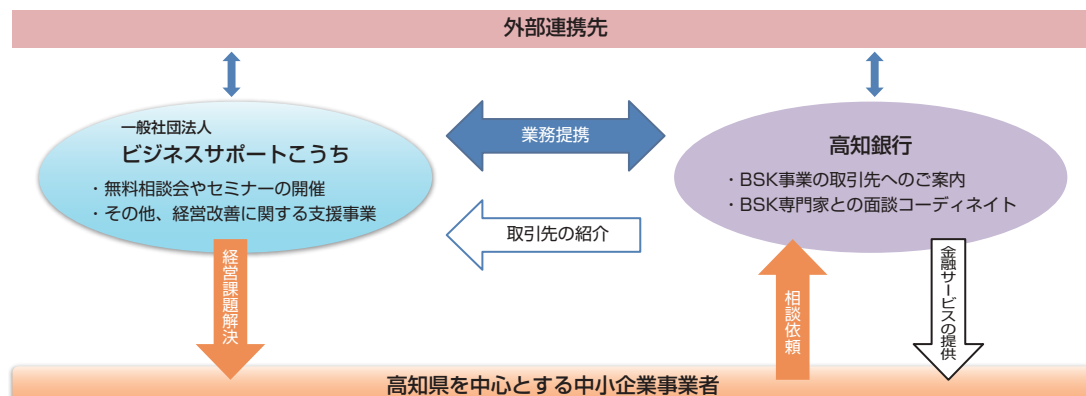 外部連携先
一般社団法人
ビジネスサポートこうち
・無料相談会やセミナーの開催
・その他、経営改善に関する支援事業
業務提携
取引先の紹介
高知銀行
・BSK事業の取引先へのご案内
・BSK専門家との面談コーディネイト
経営課題解決
相談依頼
金融サービスの提供
高知県を中心とする中小企業事業者